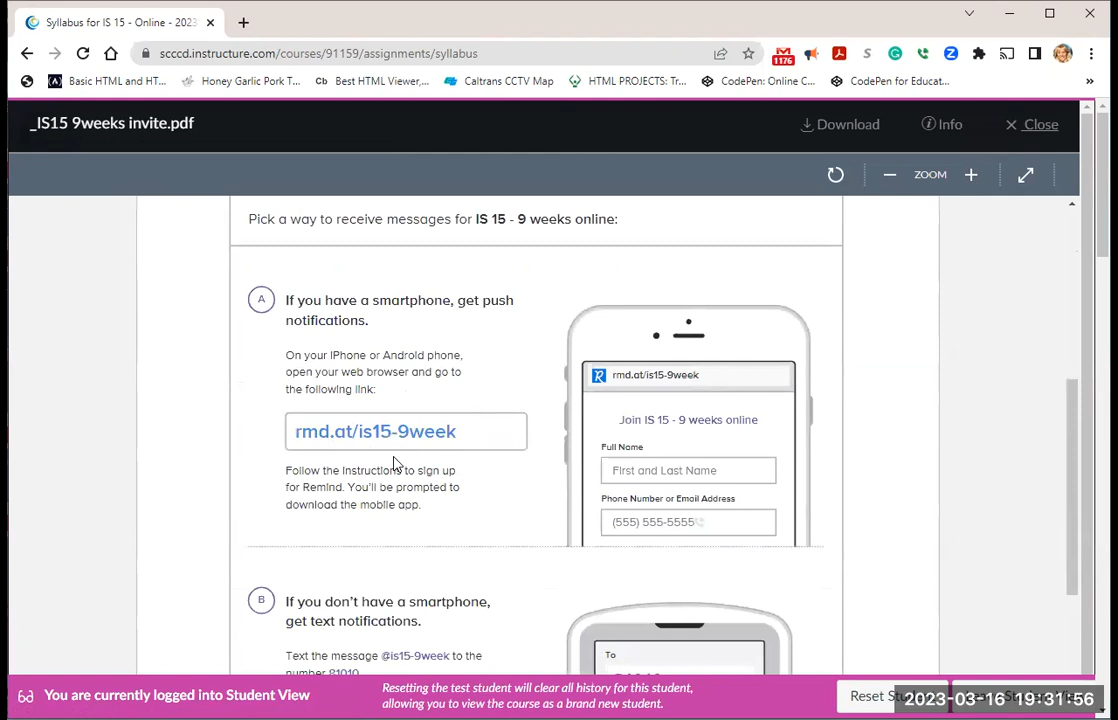 Syllabus for IS 15 - Online - 2023
scccd.instructure.com/courses/91159/assignments/syllabus
1176
Basic HTML and HT...
Honey Garlic Pork T...
Cb Best HTML Viewer,...
Caltrans CCTV Map
HTML PROJECTS: Tr...
CodePen: Online C...
CodePen for Educat...
»
_IS15 9weeks invite.pdf
Download
Info
Close
ZOOM
Pick a way to receive messages for IS 15 - 9 weeks online:
A
If you have a smartphone, get push
notifications.
On your iPhone or Android phone,
open your web browser and go to
the following link:
rmd.at/is15-9week
Follow the instructions to sign up
for Remind. You'll be prompted to
download the mobile app.
rmd.at/is15-9week
Join IS 15 - 9 weeks online
Full Name
First and Last Name
Phone Number or Email Address
(555) 555-5555
B
If you don't have a smartphone,
get text notifications.
Text the message @is15-9week to the
number 81010
To
You are currently logged into Student View
Resetting the test student will clear all history for this student,
allowing you to view the course as a brand new student.
Reset
2023-03-16 19:31:56